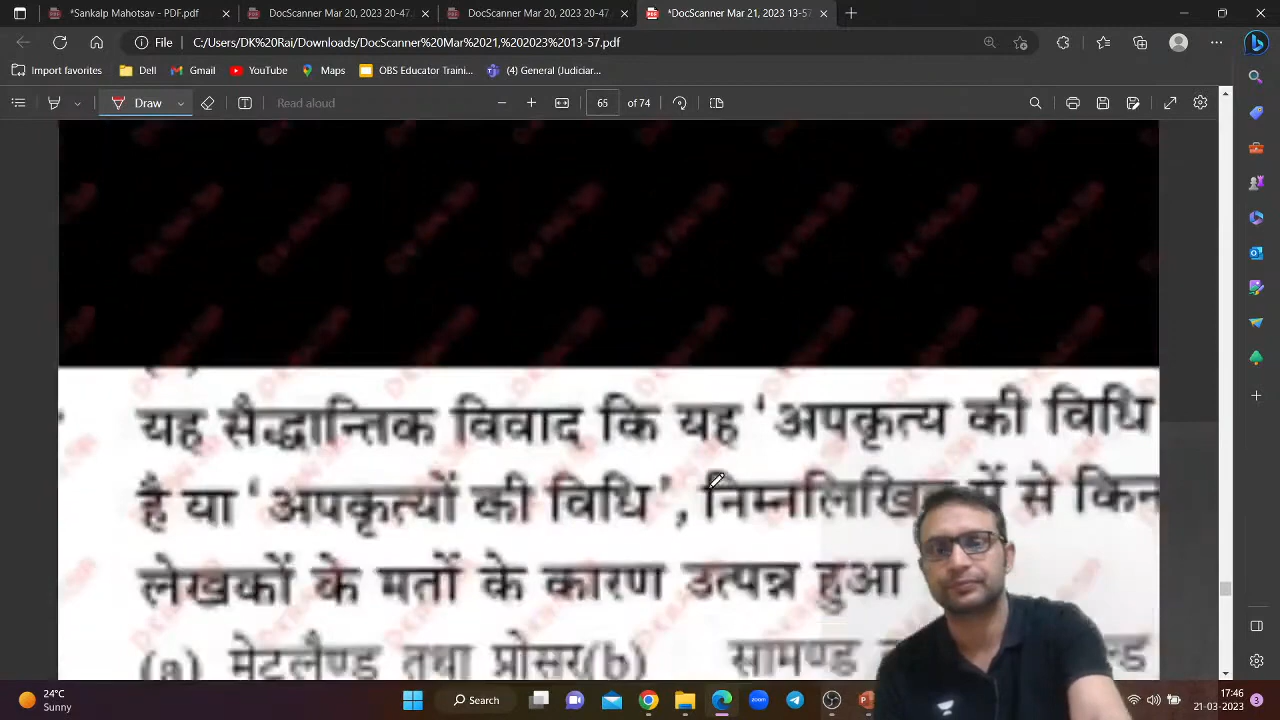 *Sankalp Mahotsav - PDF.pdf
DocScanner Mar 20, 2023 20-47
DocScanner Mar 20, 2023 20-47
*DocScanner Mar 21, 2023 13-57
File
C:/Users/DK%20Rai/Downloads/DocScanner%20Mar%2021,%202023%2013-57.pdf
Import favorites
Dell
Gmail
YouTube
Maps
OBS Educator Traini...
(4) General (Judiciar...
Draw
Read aloud
65 of 74
यह सैद्धान्तिक विवाद कि यह ‘अपकृत्य की विधि
है या ‘अपकृत्यों की विधि’, निम्नलिखित में से किन
लेखकों के मतों के कारण उत्पन्न हुआ
(a) मेटलैण्ड तथा प्रोसर(b) सामण्ड
24°C
Sunny
Search
17:46
21-03-2023
3